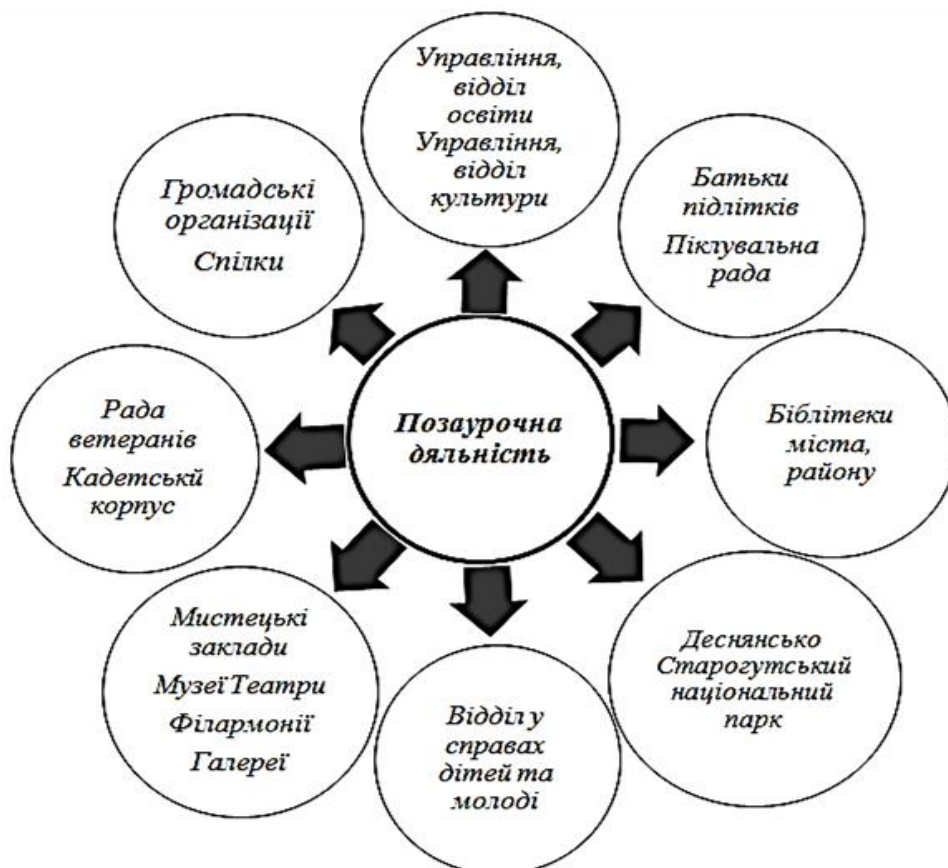 Управління,
відділ
освіти
Управління,
відділ
культури
Громадські
організації
Спілки
Батьки
підлітків
Піклувальна
рада
Рада
ветеранів
Кадетськй
корпус
Позаурочна
дяльність
Біблітеки
міста,
району
Мистецькі
заклади
Музеї Театри
Філармонії
Галереї
Відділ у
справах
дітей та
молоді
Деснянсько
Старогутський
національний
парк